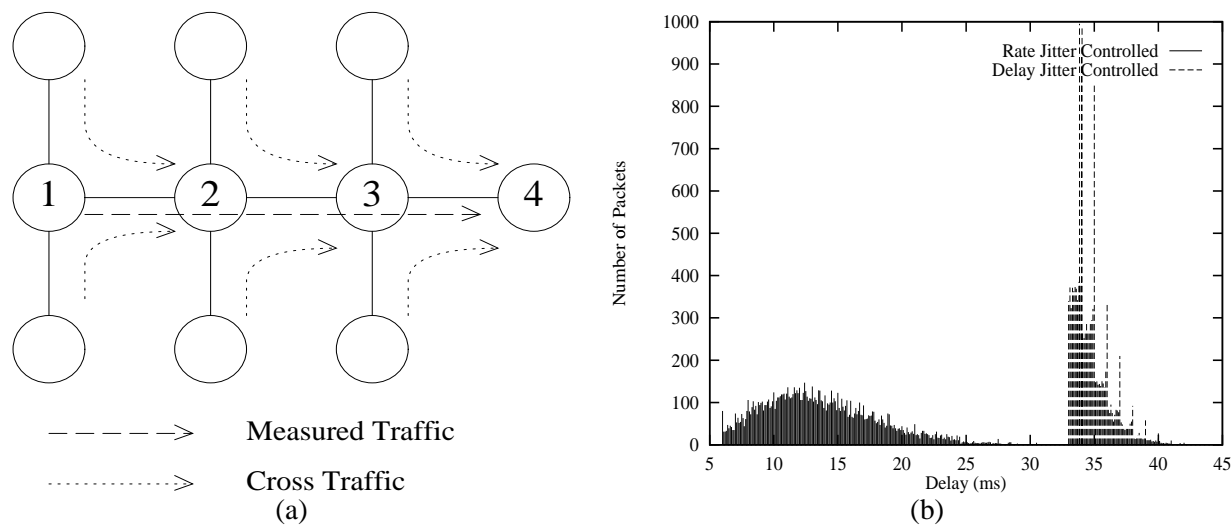 1
2
3
4
Measured Traffic
Cross Traffic
(a)
1000
900
800
700
600
500
400
300
200
100
0
Number of Packets
Rate Jitter Controlled
Delay Jitter Controlled
5 10 15 20 25 30 35 40 45
Delay (ms)
(b)